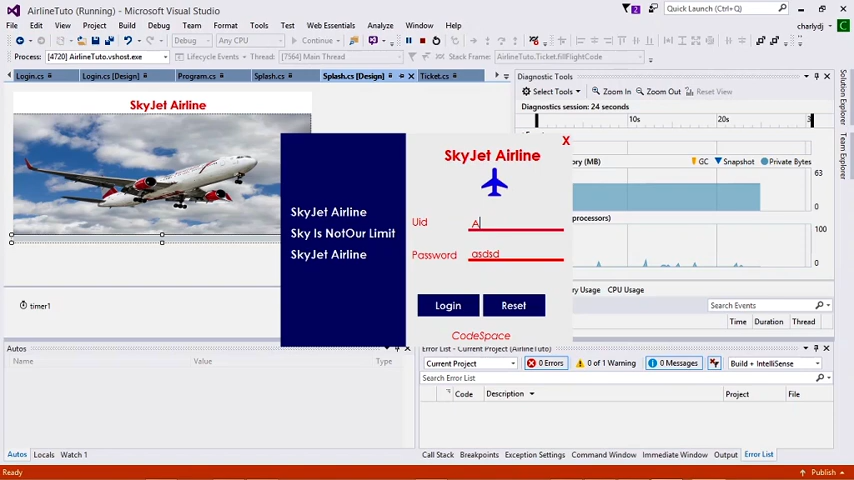 AirlineTuto (Running) - Microsoft Visual Studio
2
Quick Launch (Ctrl+Q)
File Edit View Project Build Debug Team Format Tools Test Web Essentials Analyze Window Help
charlydj
Debug Any CPU Continue
Process: [4720] AirlineTuto.vshost.exe Lifecycle Events Thread: [7564] Main Thread Stack Frame: AirlineTuto.Ticket.fillFlightCode
Login.cs Login.cs [Design] Program.cs Splash.cs Splash.cs [Design] Ticket.cs
Diagnostic Tools
Select Tools Zoom In Zoom Out Reset View
Diagnostics session: 24 seconds
10s 20s
GC Snapshot Private Bytes
63
0
100
0
CPU Usage
Search Events
Time Duration Thread
Solution Explorer
Team Explorer
SkyJet Airline
timer1
SkyJet Airline
Sky Is NotOur Limit
SkyJet Airline
X
SkyJet Airline
Uid A
Password asdsd
Login Reset
CodeSpace
Autos
Name Value Type
Autos Locals Watch 1
Error List - Current Project (AirlineTuto)
Current Project 0 Errors 0 of 1 Warning 0 Messages Build + IntelliSense
Search Error List
Code Description Project File
Call Stack Breakpoints Exception Settings Command Window Immediate Window Output Error List
Ready
Publish